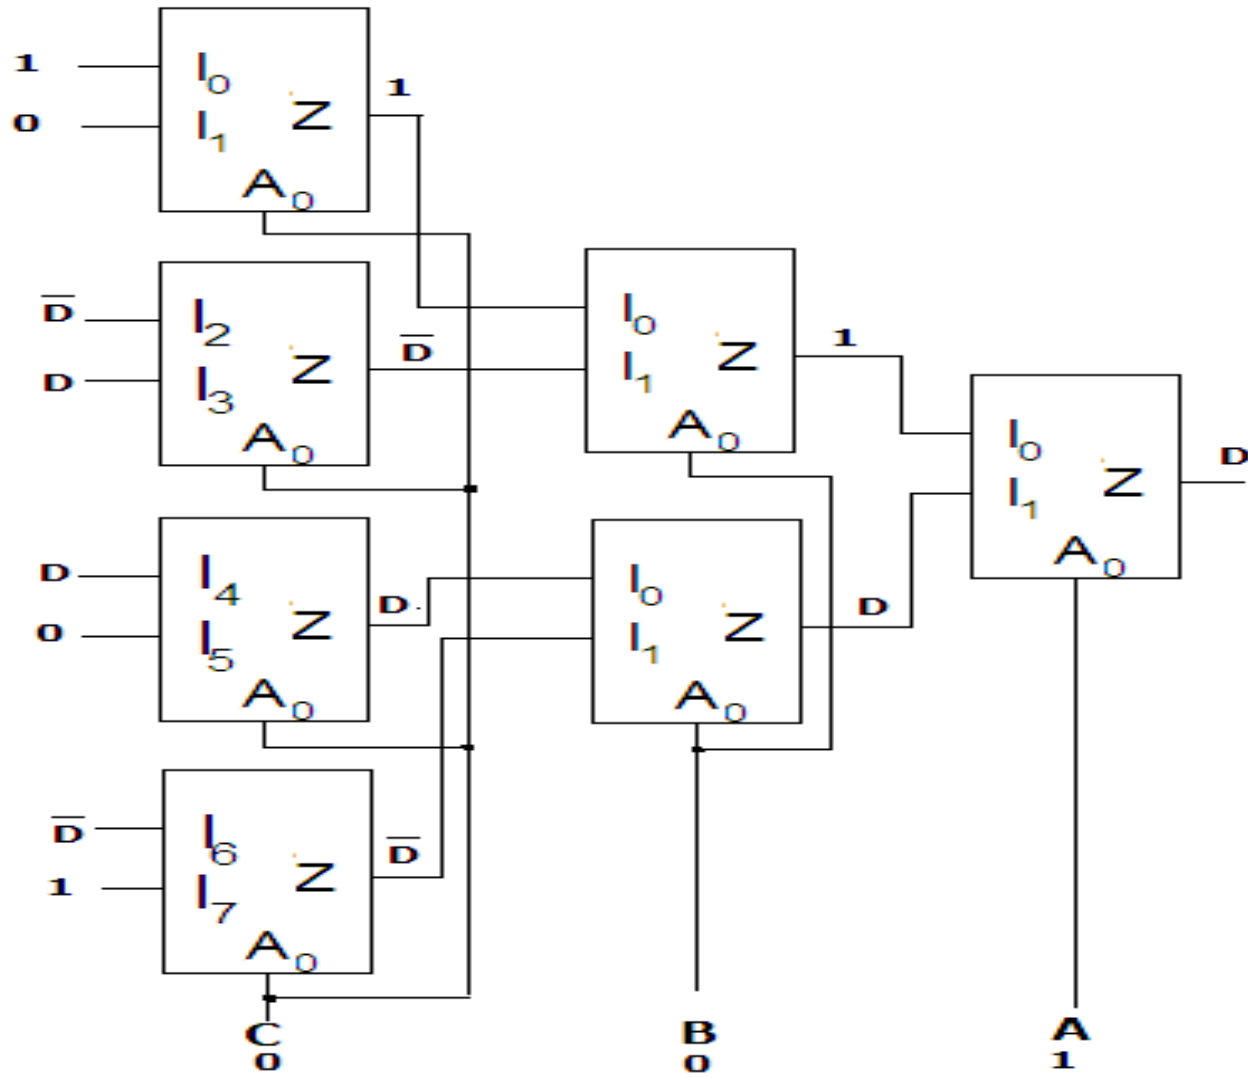 1 I0 Z 1
0 I1
A0
D̅ I2 Z D̅
D I3
A0
I0 Z 1
I1
A0
I0 Z D
I1
A0
D I4 Z D
0 I5
A0
I0 Z D
I1
A0
D̅ I6 Z D̅
1 I7
A0
C B A
0 0 1